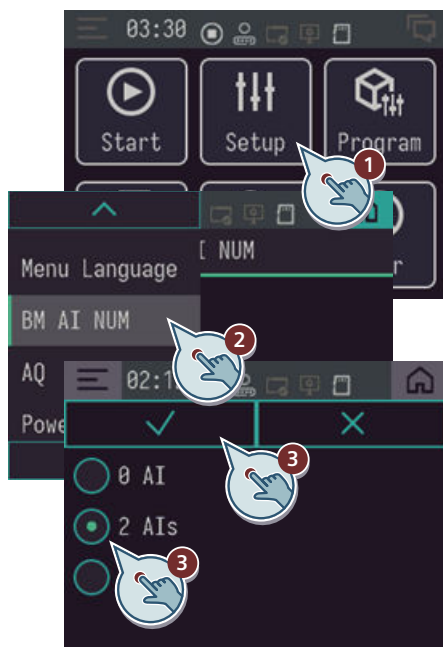 03:30
Start Setup Program
1
r
I NUM
Menu Language
BM AI NUM
2
AQ
Powe
02:1
3
0 AI
2 AIs
3